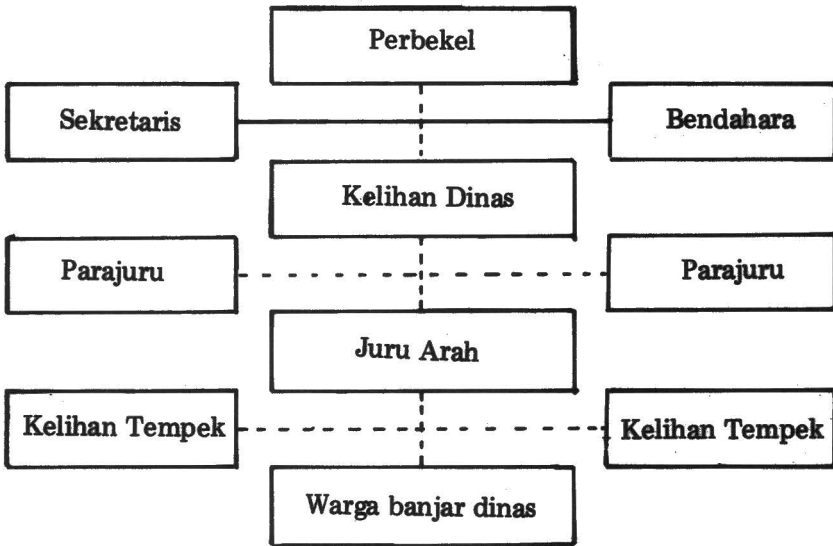 Perbekel
Sekretaris
Bendahara
Kelihan Dinas
Parajuru
Parajuru
Juru Arah
Kelihan Tempek
Kelihan Tempek
Warga banjar dinas